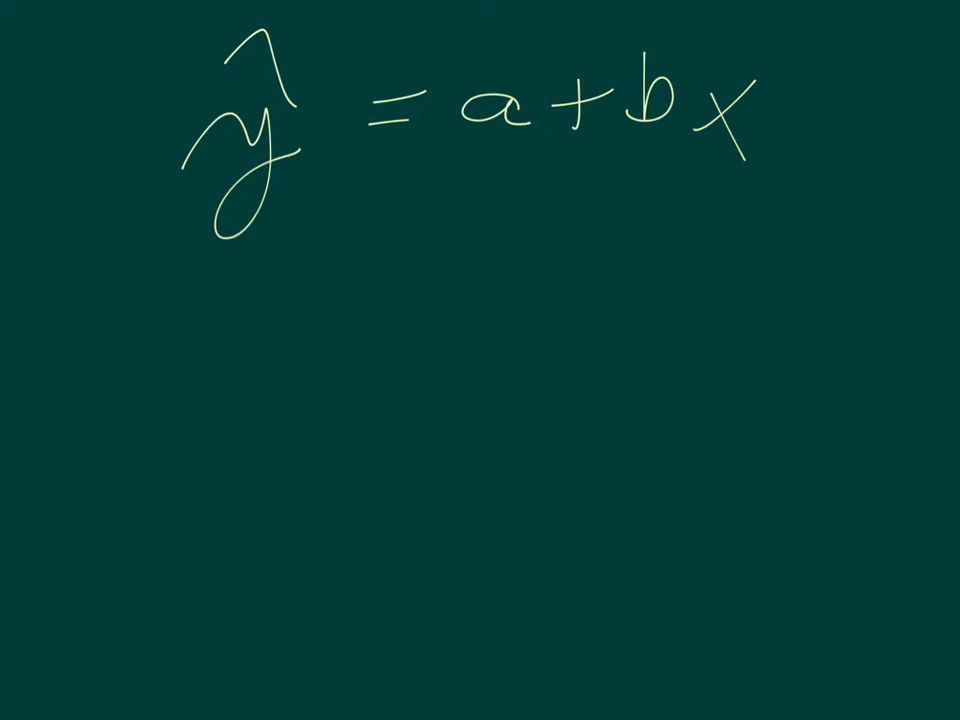 ŷ = a + bx